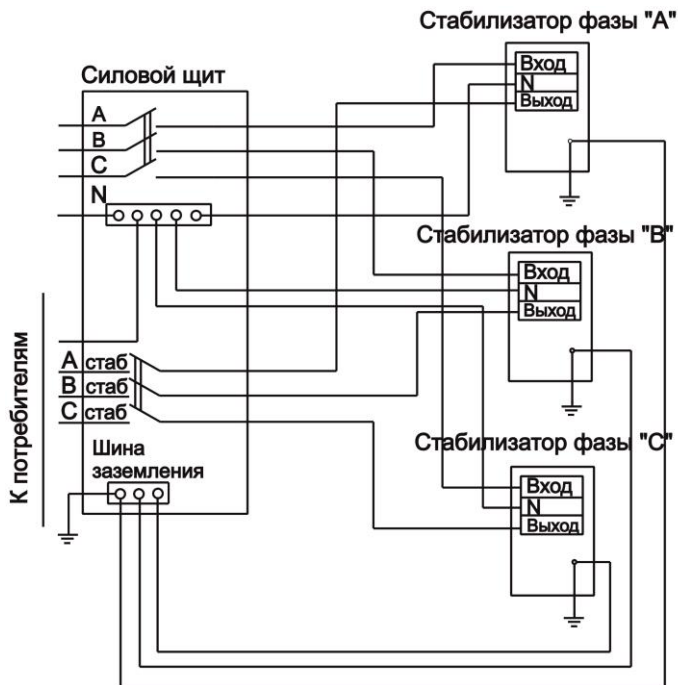 Стабилизатор фазы "A"
Силовой щит
Вход
N
Выход
A
B
C
N
Стабилизатор фазы "B"
Вход
N
Выход
К потребителям
A стаб
B стаб
C стаб
Стабилизатор фазы "C"
Шина
заземления
Вход
N
Выход